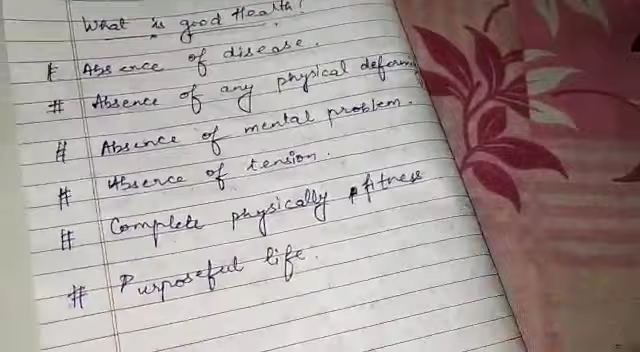 What is good Health?
# Absence of disease.
# Absence of any physical
# Absence of mental problem.
# Absence of tension.
# Complete physically fitness
# Purposeful life.